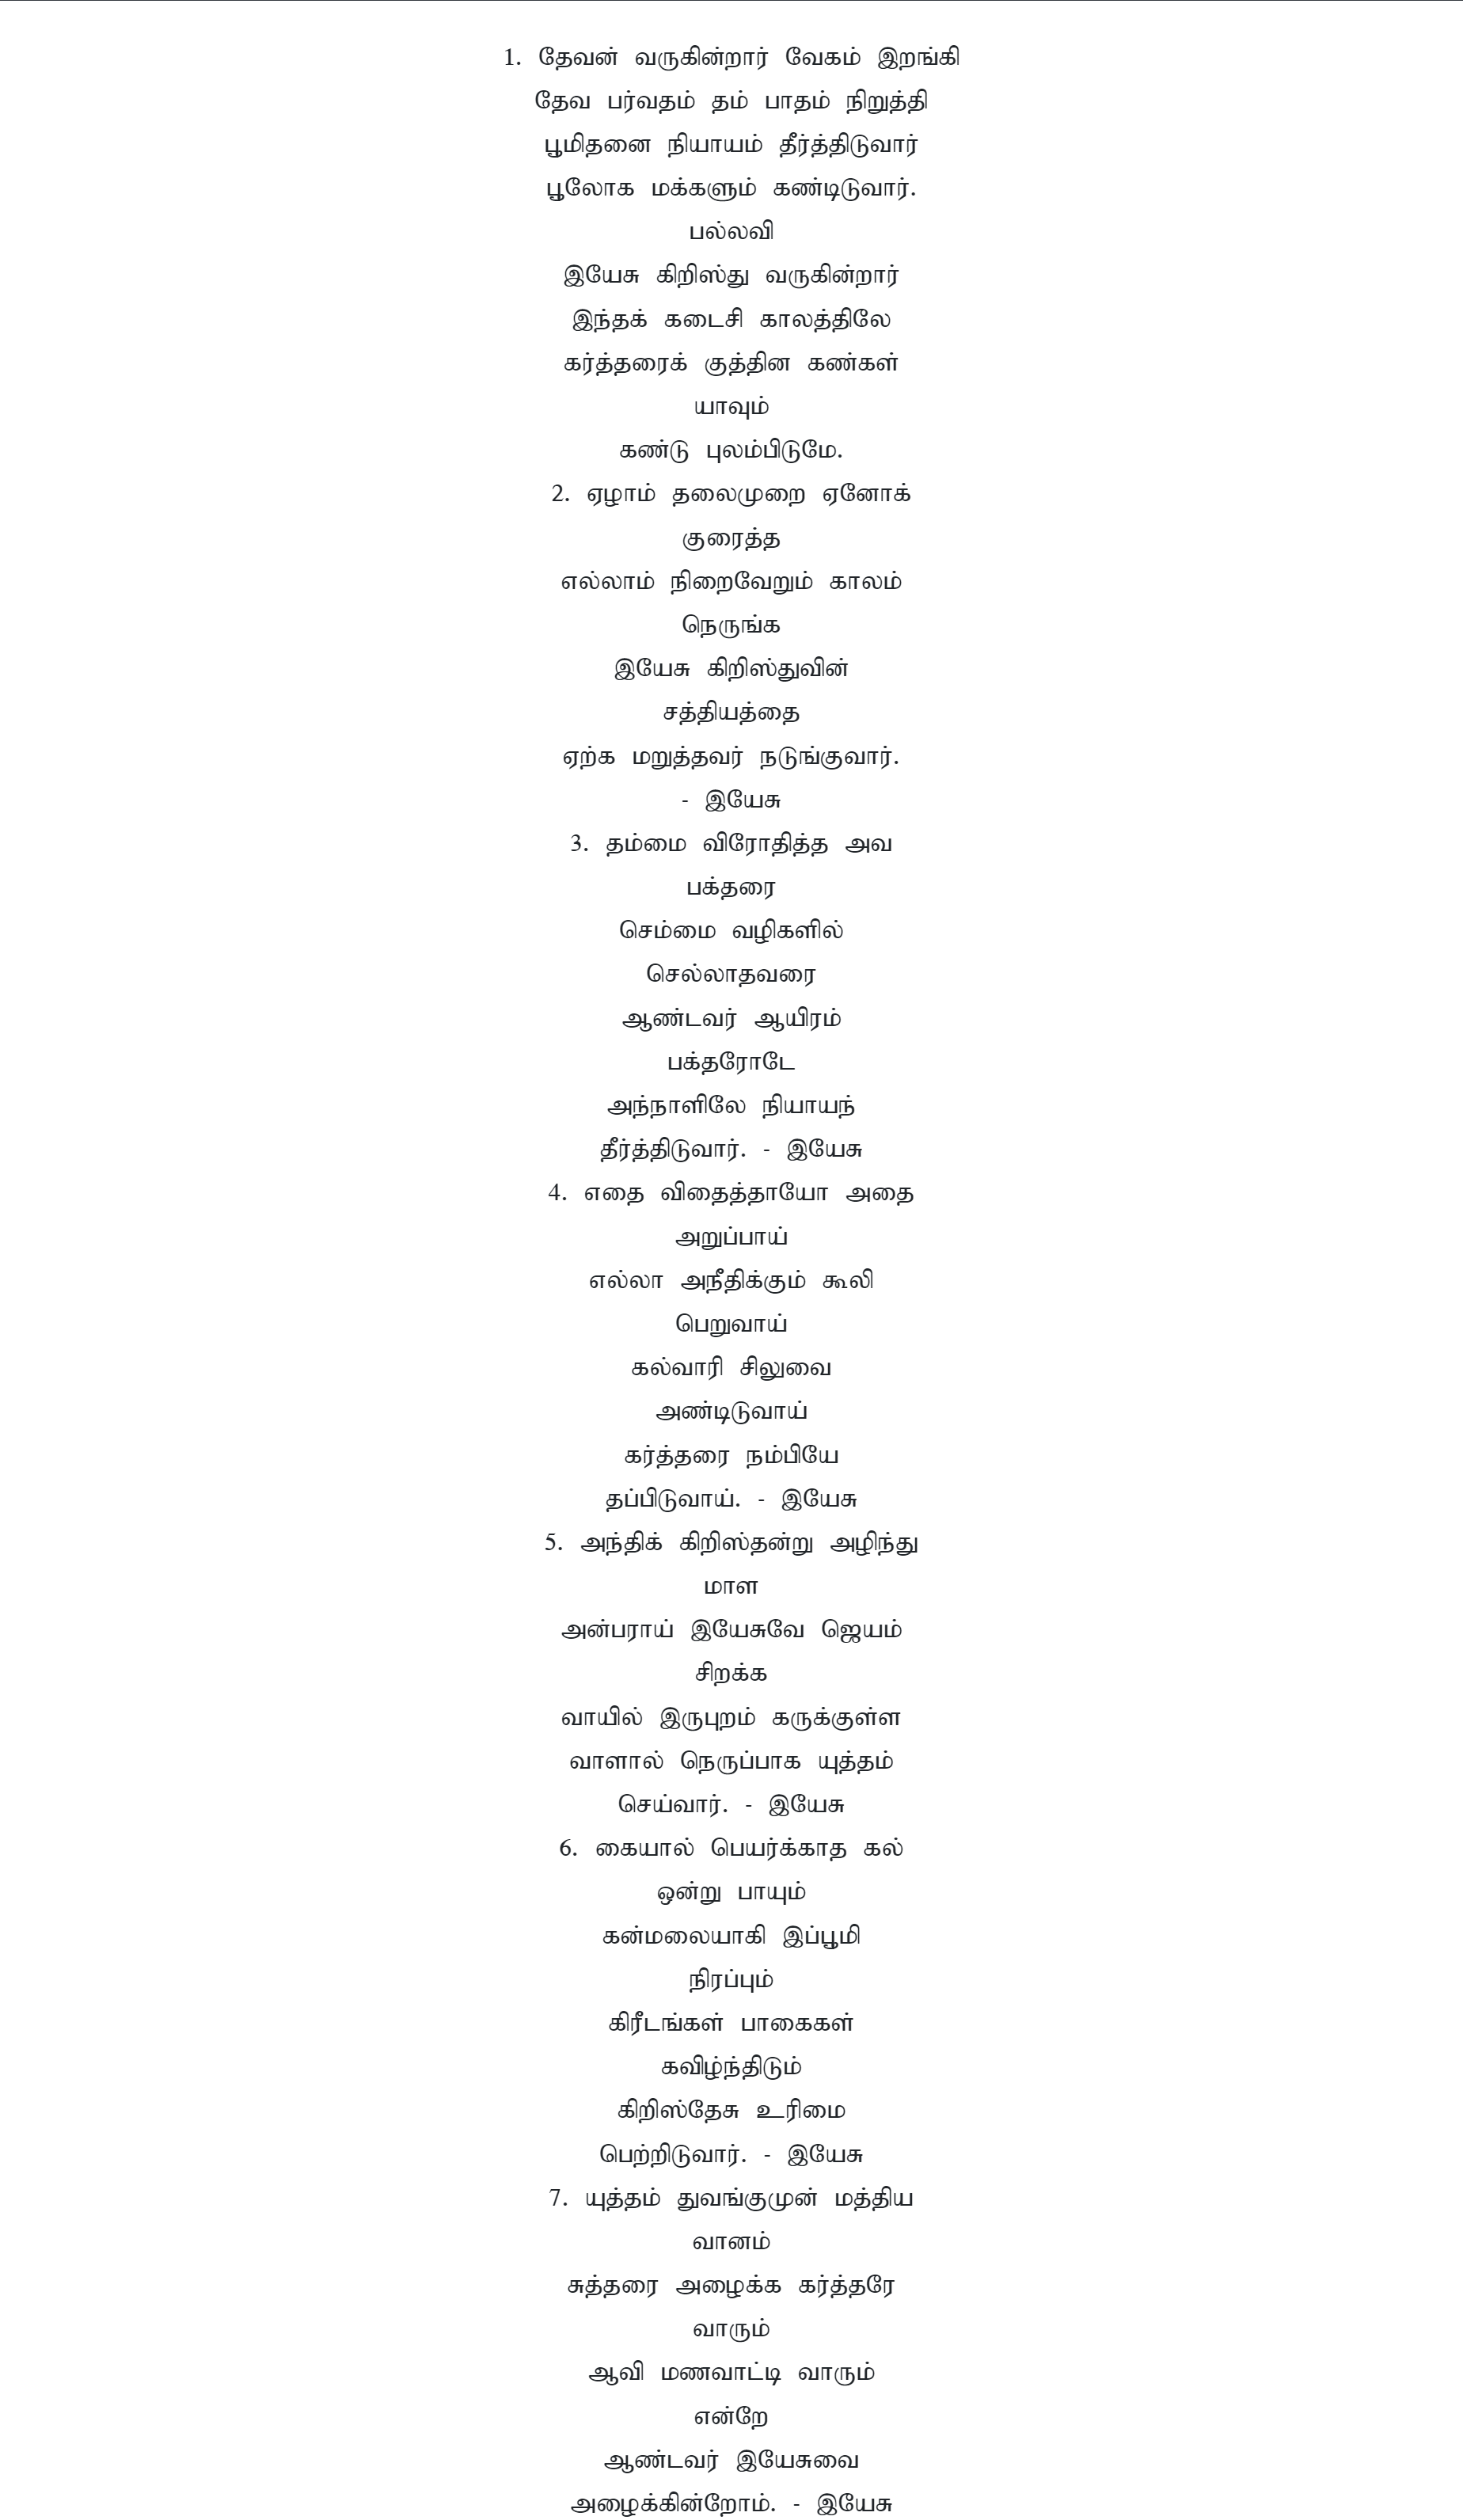 1. தேவன் வருகின்றார் வேகம் இறங்கி
தேவ பர்வதம் தம் பாதம் நிறுத்தி
பூமிதனை நியாயம் தீர்த்திடுவார்
பூலோக மக்களும் கண்டிடுவார்.
பல்லவி
இயேசு கிறிஸ்து வருகின்றார்
இந்தக் கடைசி காலத்திலே
கர்த்தரைக் குத்தின கண்கள்
யாவும்
கண்டு புலம்பிடுமே.
2. ஏழாம் தலைமுறை ஏனோக்
குரைத்த
எல்லாம் நிறைவேறும் காலம்
நெருங்க
இயேசு கிறிஸ்துவின்
சத்தியத்தை
ஏற்க மறுத்தவர் நடுங்குவார்.
- இயேசு
3. தம்மை விரோதித்த அவ
பக்தரை
செம்மை வழிகளில்
செல்லாதவரை
ஆண்டவர் ஆயிரம்
பக்தரோடே
அந்நாளிலே நியாயந்
தீர்த்திடுவார். - இயேசு
4. எதை விதைத்தாயோ அதை
அறுப்பாய்
எல்லா அநீதிக்கும் கூலி
பெறுவாய்
கல்வாரி சிலுவை
அண்டிடுவாய்
கர்த்தரை நம்பியே
தப்பிடுவாய். - இயேசு
5. அந்திக் கிறிஸ்தன்று அழிந்து
மாள
அன்பராய் இயேசுவே ஜெயம்
சிறக்க
வாயில் இருபுறம் கருக்குள்ள
வாளால் நெருப்பாக யுத்தம்
செய்வார். - இயேசு
6. கையால் பெயர்க்காத கல்
ஒன்று பாயும்
கன்மலையாகி இப்பூமி
நிரப்பும்
கிரீடங்கள் பாகைகள்
கவிழ்ந்திடும்
கிறிஸ்தேசு உரிமை
பெற்றிடுவார். - இயேசு
7. யுத்தம் துவங்குமுன் மத்திய
வானம்
சுத்தரை அழைக்க கர்த்தரே
வாரும்
ஆவி மணவாட்டி வாரும்
என்றே
ஆண்டவர் இயேசுவை
அழைக்கின்றோம். - இயேசு